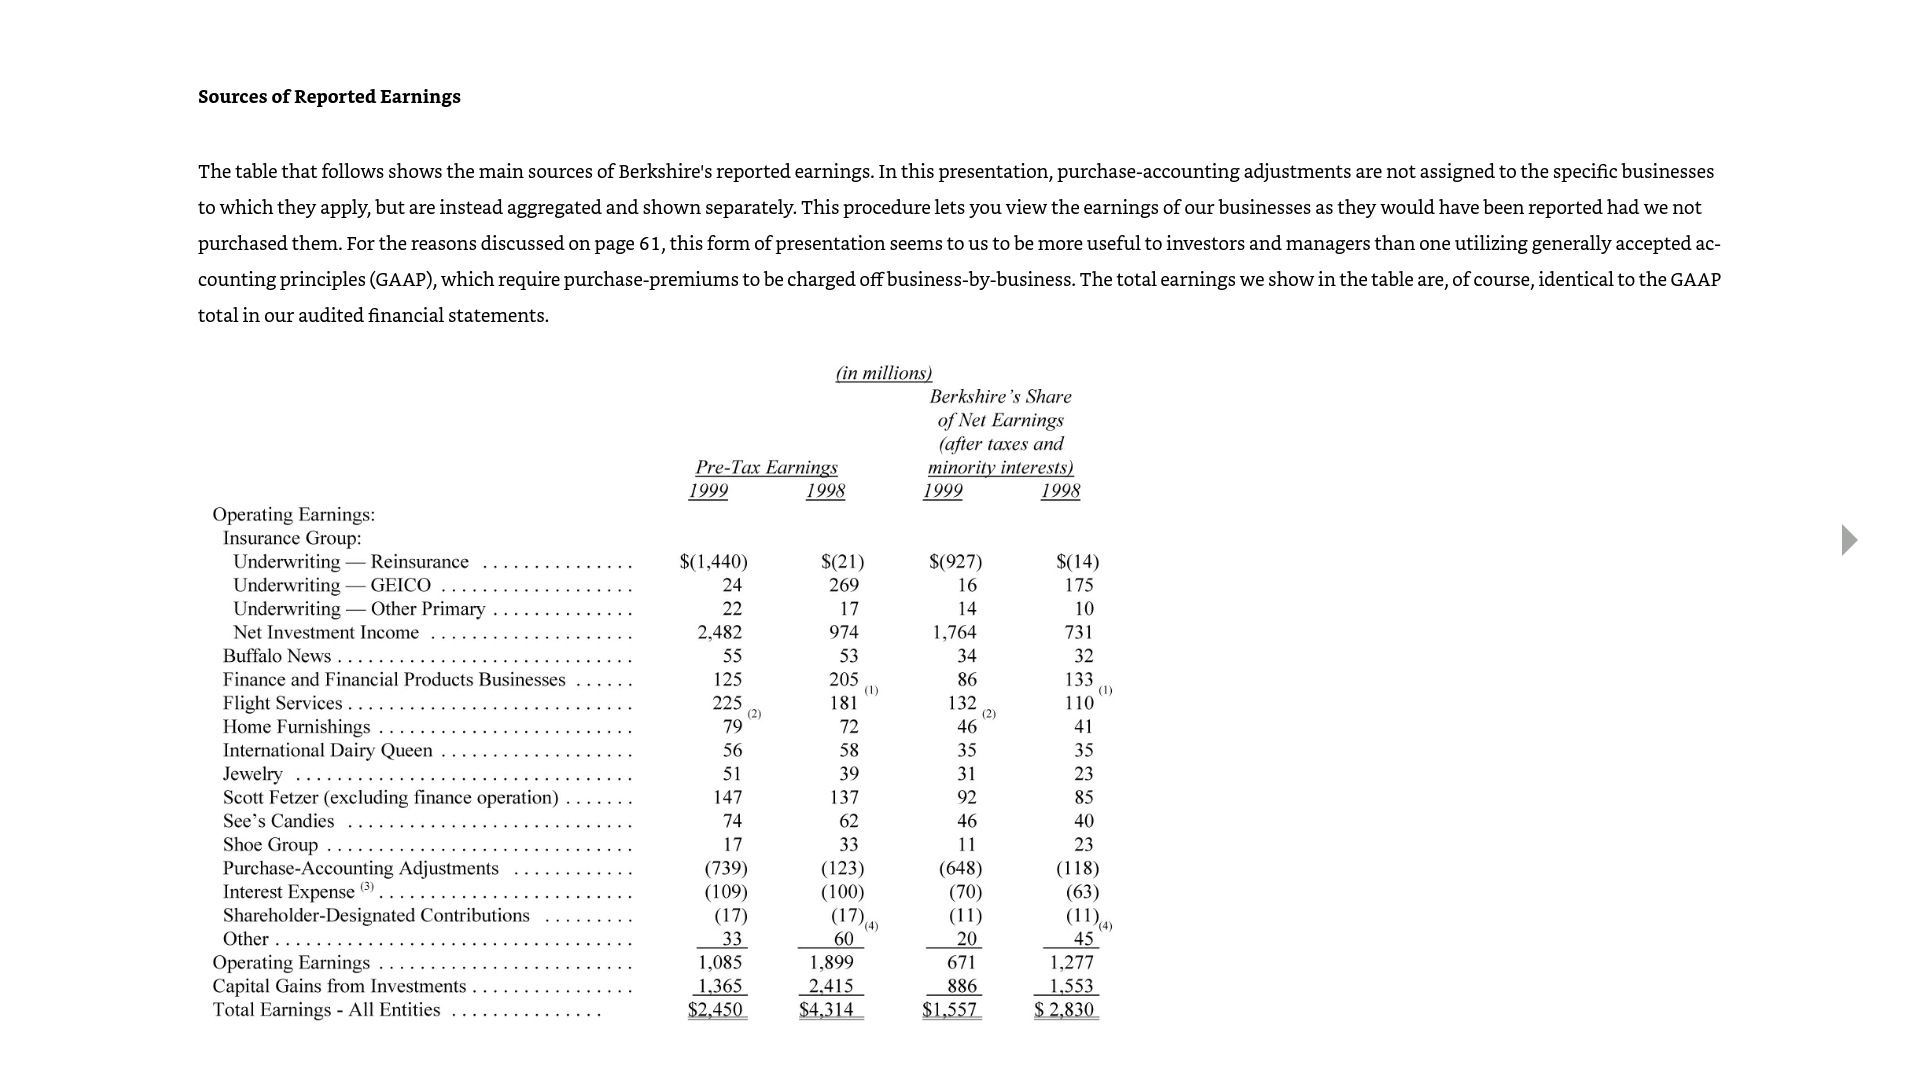 Sources of Reported Earnings
The table that follows shows the main sources of Berkshire's reported earnings. In this presentation, purchase-accounting adjustments are not assigned to the specific businesses
to which they apply, but are instead aggregated and shown separately. This procedure lets you view the earnings of our businesses as they would have been reported had we not
purchased them. For the reasons discussed on page 61, this form of presentation seems to us to be more useful to investors and managers than one utilizing generally accepted ac-
counting principles (GAAP), which require purchase-premiums to be charged off business-by-business. The total earnings we show in the table are, of course, identical to the GAAP
total in our audited financial statements.
(in millions)
Berkshire’s Share
of Net Earnings
(after taxes and
Pre-Tax Earnings minority interests)
1999 1998 1999 1998
Operating Earnings:
Insurance Group:
Underwriting — Reinsurance ............... $(1,440) $(21) $(927) $(14)
Underwriting — GEICO ................... 24 269 16 175
Underwriting — Other Primary .............. 22 17 14 10
Net Investment Income .................... 2,482 974 1,764 731
Buffalo News ............................. 55 53 34 32
Finance and Financial Products Businesses ...... 125 205 86 133
Flight Services ............................ 225 181 (1) 132 110 (1)
Home Furnishings ......................... 79 (2) 72 46 (2) 41
International Dairy Queen ................... 56 58 35 35
Jewelry ................................. 51 39 31 23
Scott Fetzer (excluding finance operation) ....... 147 137 92 85
See’s Candies ............................ 74 62 46 40
Shoe Group .............................. 17 33 11 23
Purchase-Accounting Adjustments ............ (739) (123) (648) (118)
Interest Expense (3) ......................... (109) (100) (70) (63)
Shareholder-Designated Contributions ......... (17) (17) (11) (11)
Other ................................... 33 60 (4) 20 45 (4)
Operating Earnings ......................... 1,085 1,899 671 1,277
Capital Gains from Investments ................ 1,365 2,415 886 1,553
Total Earnings - All Entities ............... $2,450 $4,314 $1,557 $ 2,830